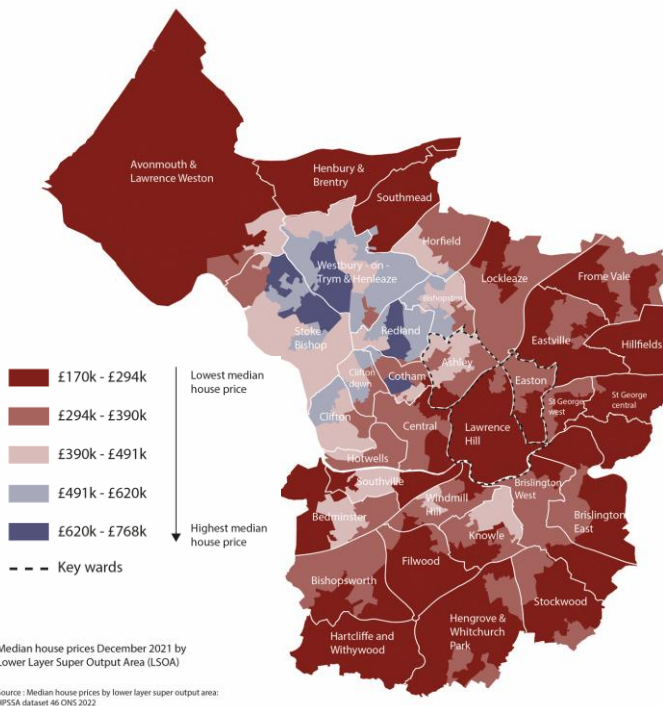 Avonmouth &
Lawrence Weston
Henbury &
Brentry
Southmead
Horfield
Lockleaze
Frome Vale
Westbury - on -
Trym & Henleaze
Bishopston
Eastville
Hillfields
Stoke
Bishop
Redland
Ashley
Easton
Clifton
down
Cotham
St George
west
St George
central
Clifton
Central
Lawrence
Hill
Hotwells
Southville
Brislington
West
Windmill
Hill
Bedminster
Knowle
Brislington
East
Filwood
Bishopsworth
Stockwood
Hengrove &
Whitchurch
Park
Hartcliffe and
Withywood
£170k - £294k
Lowest median
house price
£294k - £390k
£390k - £491k
£491k - £620k
£620k - £768k
Highest median
house price
Key wards
Median house prices December 2021 by
Lower Layer Super Output Area (LSOA)
Source : Median house prices by lower layer super output area:
HPSSA dataset 46 ONS 2022